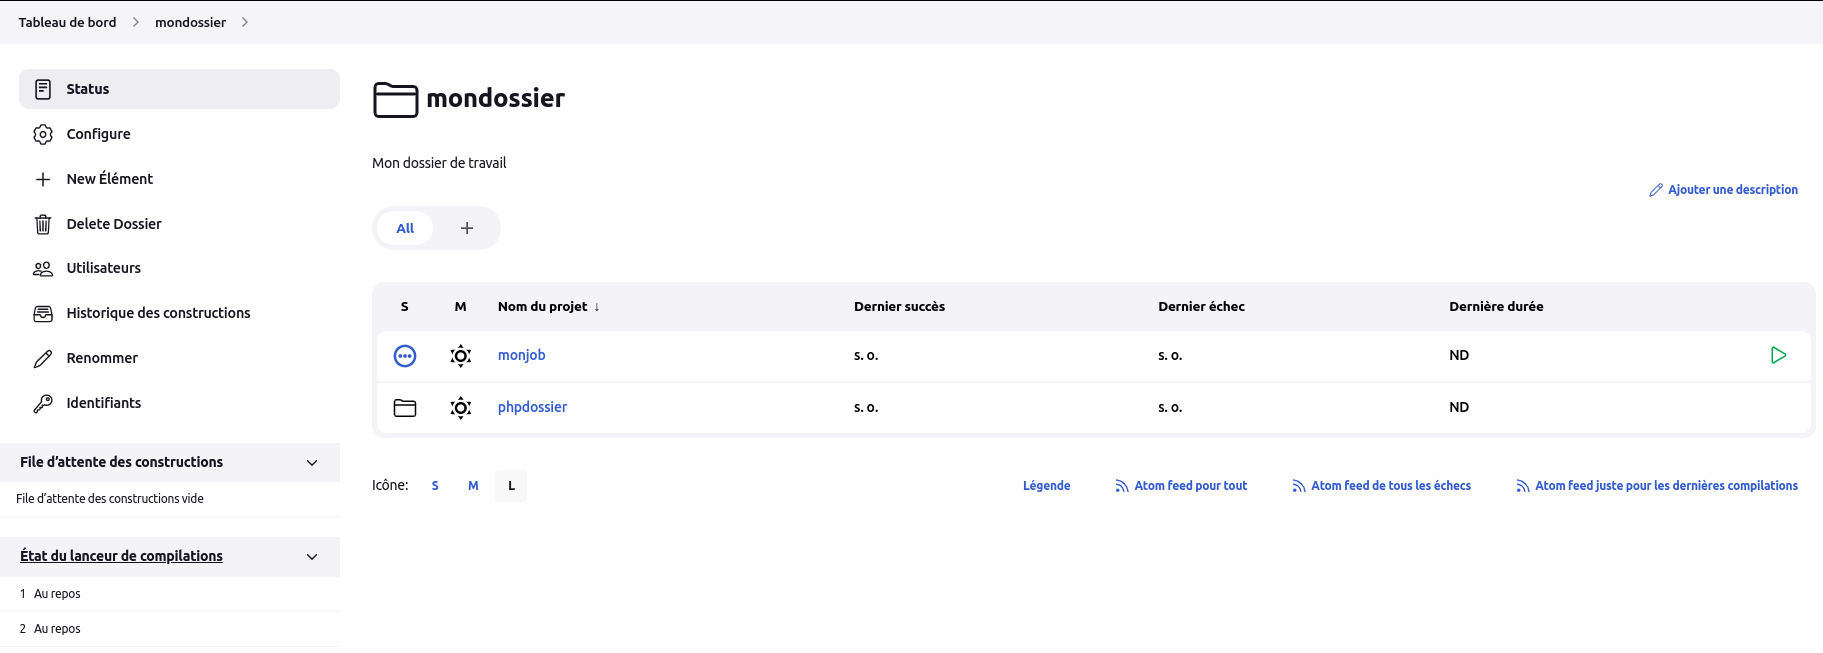 Tableau de bord > mondossier >
Status
Configure
New Élément
Delete Dossier
Utilisateurs
Historique des constructions
Renommer
Identifiants
File d’attente des constructions
File d’attente des constructions vide
État du lanceur de compilations
1 Au repos
2 Au repos
mondossier
Mon dossier de travail
Ajouter une description
All +
S M Nom du projet ↓ Dernier succès Dernier échec Dernière durée
monjob s. o. s. o. ND
phpdossier s. o. s. o. ND
Icône: S M L Légende Atom feed pour tout Atom feed de tous les échecs Atom feed juste pour les dernières compilations